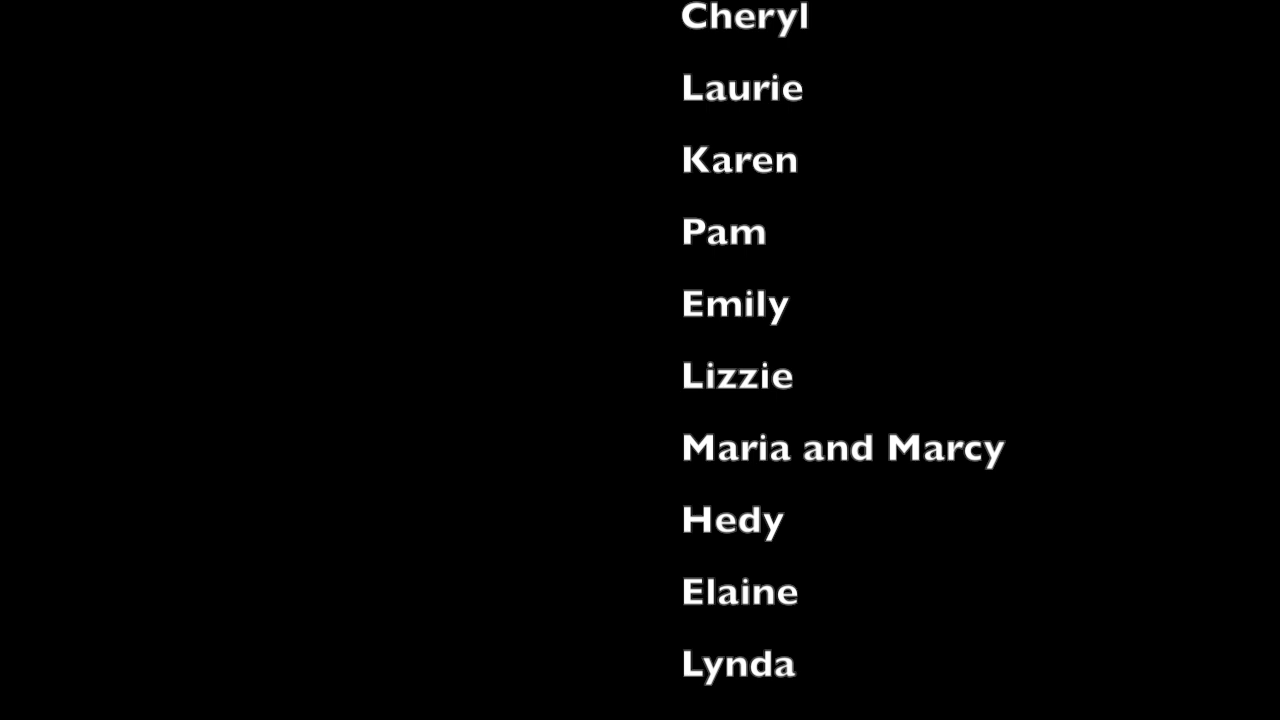 Cheryl
Laurie
Karen
Pam
Emily
Lizzie
Maria and Marcy
Hedy
Elaine
Lynda